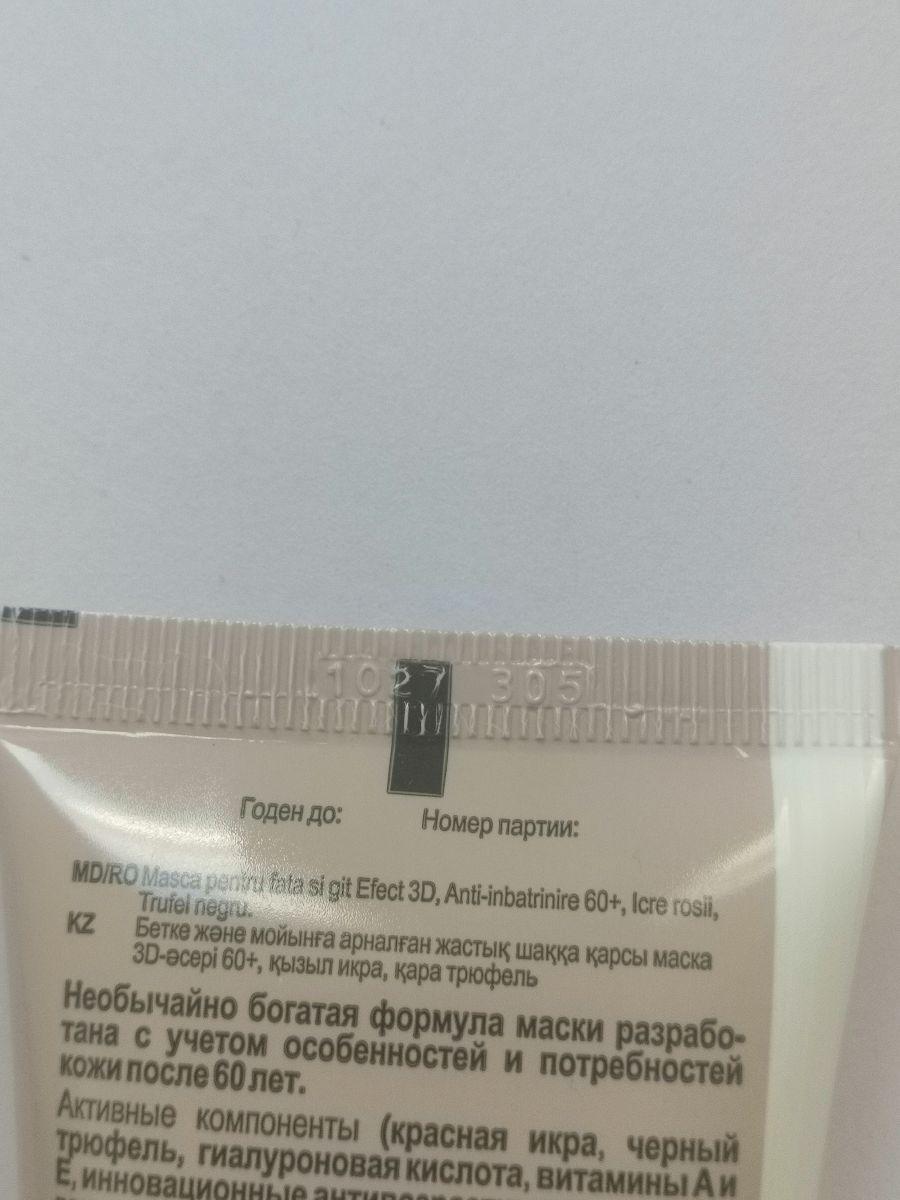 1027 305
Годен до: Номер партии:
MD/RO Masca pentru fata si git Efect 3D, Anti-inbatrinire 60+, Icre rosii,
Trufel negru.
KZ Бетке және мойынға арналған жастық шаққа қарсы маска
3D-әсері 60+, қызыл икра, қара трюфель
Необычайно богатая формула маски разрабо-
тана с учетом особенностей и потребностей
кожи после 60 лет.
Активные компоненты (красная икра, черный
трюфель, гиалуроновая кислота, витамины А и
Е, инновационные